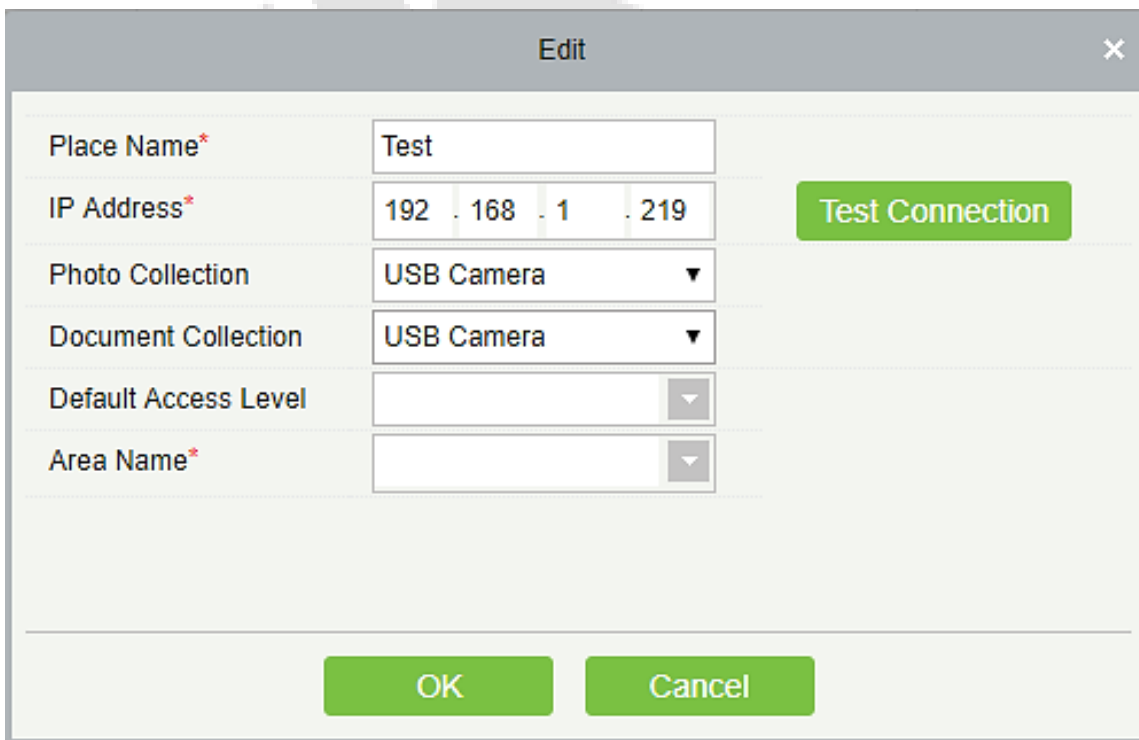 Edit ×
Place Name* Test
IP Address* 192 . 168 . 1 . 219 Test Connection
Photo Collection USB Camera
Document Collection USB Camera
Default Access Level
Area Name*
OK Cancel